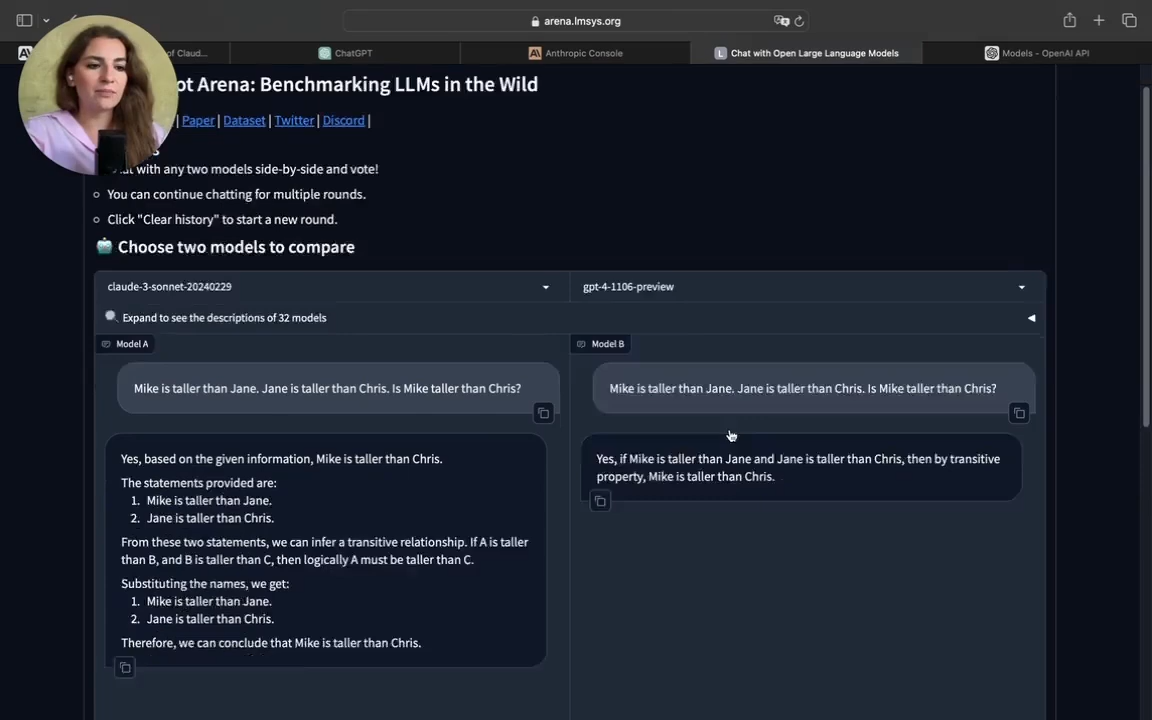 arena.lmsys.org
of Claud...
ChatGPT
Anthropic Console
Chat with Open Large Language Models
Models - OpenAI API
ot Arena: Benchmarking LLMs in the Wild
| Paper | Dataset | Twitter | Discord |
with any two models side-by-side and vote!
You can continue chatting for multiple rounds.
Click "Clear history" to start a new round.
Choose two models to compare
claude-3-sonnet-20240229
gpt-4-1106-preview
Expand to see the descriptions of 32 models
Model A
Mike is taller than Jane. Jane is taller than Chris. Is Mike taller than Chris?
Yes, based on the given information, Mike is taller than Chris.
The statements provided are:
1. Mike is taller than Jane.
2. Jane is taller than Chris.
From these two statements, we can infer a transitive relationship. If A is taller
than B, and B is taller than C, then logically A must be taller than C.
Substituting the names, we get:
1. Mike is taller than Jane.
2. Jane is taller than Chris.
Therefore, we can conclude that Mike is taller than Chris.
Model B
Mike is taller than Jane. Jane is taller than Chris. Is Mike taller than Chris?
Yes, if Mike is taller than Jane and Jane is taller than Chris, then by transitive
property, Mike is taller than Chris.